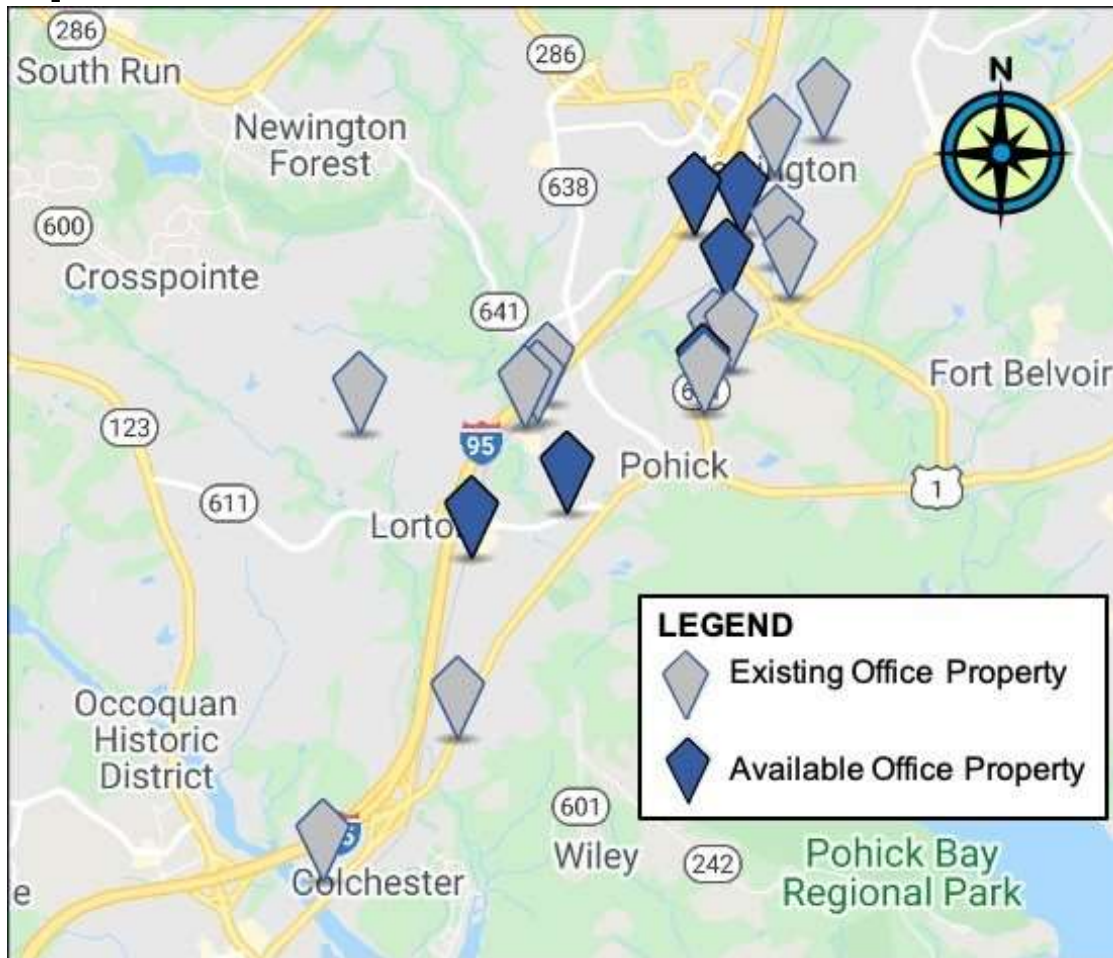 286
South Run
286
N
Newington
Forest
638
600
Crosspointe
641
Fort Belvoir
123
95
Pohick
1
611
LEGEND
Existing Office Property
Occoquan
Historic
District
Available Office Property
601
Wiley
242
Pohick Bay
Regional Park
e
Colchester